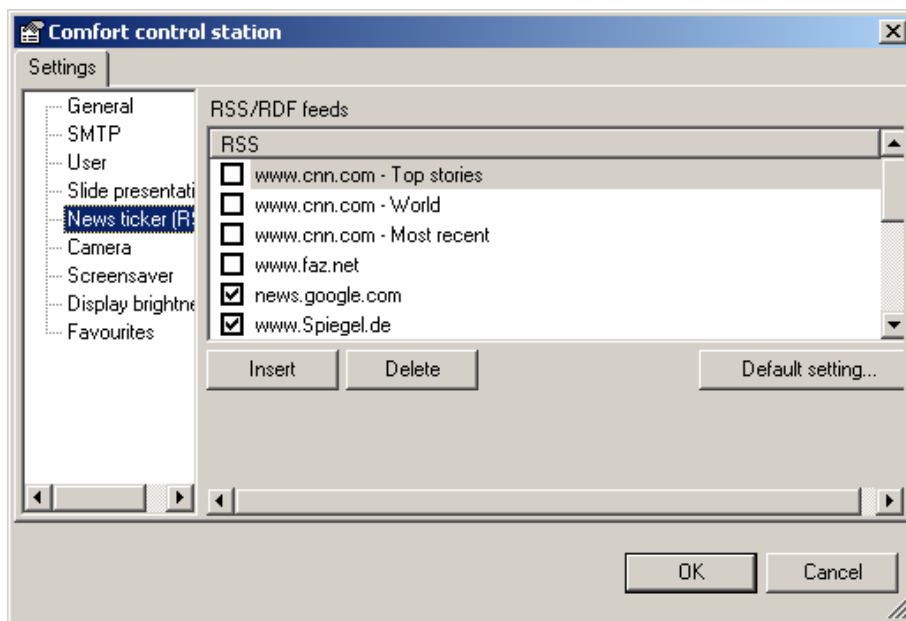 Comfort control station
Settings
General
SMTP
User
Slide presentati
News ticker (R
Camera
Screensaver
Display brightne
Favourites
RSS/RDF feeds
RSS
www.cnn.com - Top stories
www.cnn.com - World
www.cnn.com - Most recent
www.faz.net
news.google.com
www.Spiegel.de
Insert
Delete
Default setting...
OK
Cancel